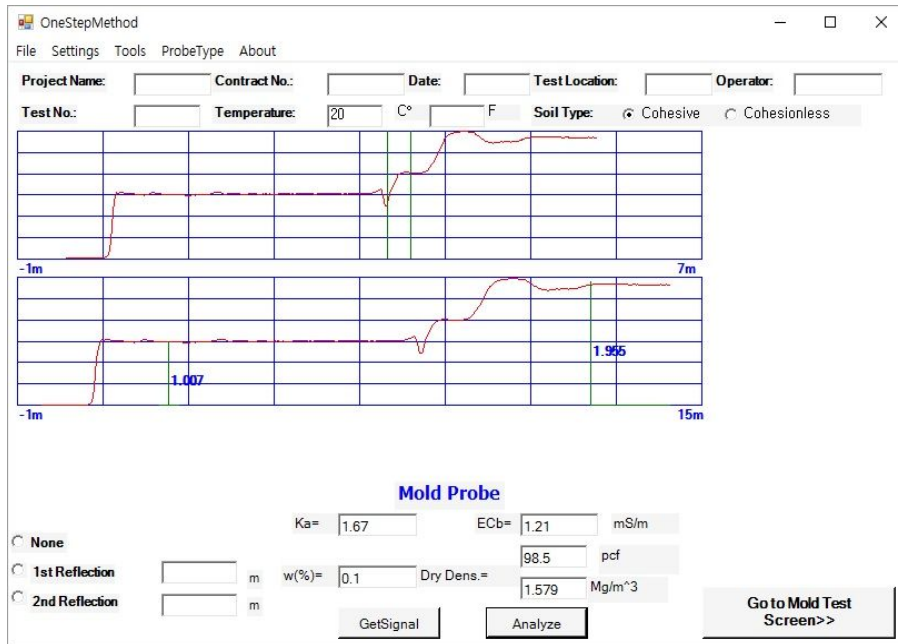 OneStepMethod
File Settings Tools ProbeType About
Project Name: Contract No.: Date: Test Location: Operator:
Test No.: Temperature: 20 C° F Soil Type: Cohesive Cohesionless
-1m 7m
1.007 1.955
-1m 15m
Mold Probe
Ka= 1.67 ECb= 1.21 mS/m
None
98.5 pcf
1st Reflection m w(%)= 0.1 Dry Dens.=
1.579 Mg/m^3
2nd Reflection m
GetSignal Analyze
Go to Mold Test
Screen>>